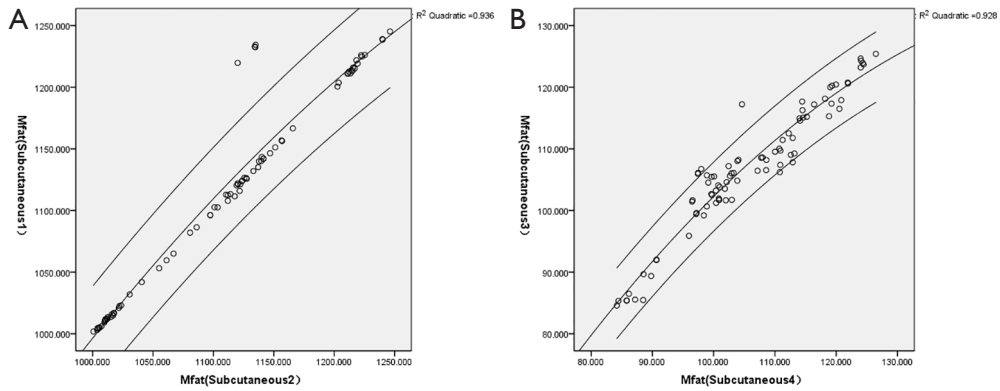 A
R² Quadratic =0.936
1250.000
1200.000
1150.000
1100.000
1050.000
1000.000
Mfat(Subcutaneous1)
1000.000 1050.000 1100.000 1150.000 1200.000 1250.000
Mfat(Subcutaneous2)
B
R² Quadratic =0.928
130.000
120.000
110.000
100.000
90.000
80.000
Mfat(Subcutaneous3)
80.000 90.000 100.000 110.000 120.000 130.000
Mfat(Subcutaneous4)